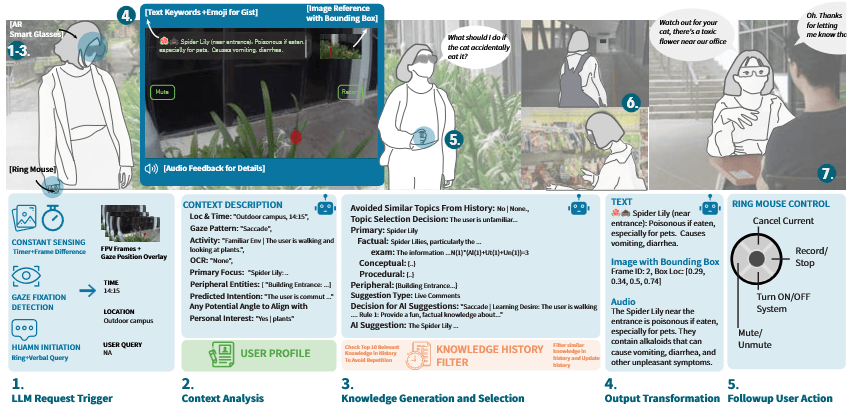 [AR
Smart Glasses]
1-3.
[Ring Mouse]
4.
[Text Keywords +Emoji for Gist]
[Image Reference
with Bounding Box]
Spider Lily (near entrance). Poisonous if eaten,
especially for pets. Causes vomiting, diarrhea.
Mute
[Audio Feedback for Details]
What should I do if
the cat accidentally
eat it?
5.
6.
Watch out for your
cat, there's a toxic
flower near our office
Oh. Thanks
for letting
me know
7.
CONSTANT SENSING
Timer+Frame Difference
GAZE FIXATION
DETECTION
HUAMN INITIATION
Ring+Verbal Query
FPV Frames +
Gaze Position Overlay
TIME
14:15
LOCATION
Outdoor campus
USER QUERY
NA
1.
LLM Request Trigger
CONTEXT DESCRIPTION
Loc & Time: "Outdoor campus, 14:15",
Gaze Pattern: "Saccade",
Activity: "Familiar Env | The user is walking and
looking at plants.",
OCR: "None",
Primary Focus: "Spider Lily: ..
Peripheral Entities: [ "Building Entrance: ...]
Predicted Intention: "The user is commut ..."
Any Potential Angle to Align with
Personal Interest: "Yes | plants"
USER PROFILE
2.
Context Analysis
Avoided Similar Topics From History: No | None.,
Topic Selection Decision: The user is unfamiliar...
Primary: Spider Lily
Factual: Spider Lilies, particularly the ...
exam: The information ...N(1)*(AI(1)+Ut(1)+Un(1))=3
Conceptual: {..}
Procedural: {..}
Peripheral: {Building Entrance...}
Suggestion Type: Live Comments
Decision for AI Suggestions: "Saccade | Learning Desire: The user is walking
.... Rule 1: Provide a fun, factual knowledge about..."
AI Suggestion: The Spider Lily ...
Check Top 10 Relevant
Knowledge in History
To Avoid Repetition
KNOWLEDGE HISTORY
FILTER
Filter similar
knowledge in
history and Update
history
3.
Knowledge Generation and Selection
TEXT
Spider Lily (near
entrance): Poisonous if eaten,
especially for pets. Causes
vomiting, diarrhea.
Image with Bounding Box
Frame ID: 2, Box Loc: [0.29,
0.34, 0.5, 0.74]
Audio
The Spider Lily near the
entrance is poisonous if eaten,
especially for pets. They
contain alkaloids that can
cause vomiting, diarrhea, and
other unpleasant symptoms.
4.
Output Transformation
RING MOUSE CONTROL
Cancel Current
Record/
Stop
Turn ON/OFF
System
Mute/
Unmute
5.
Followup User Action